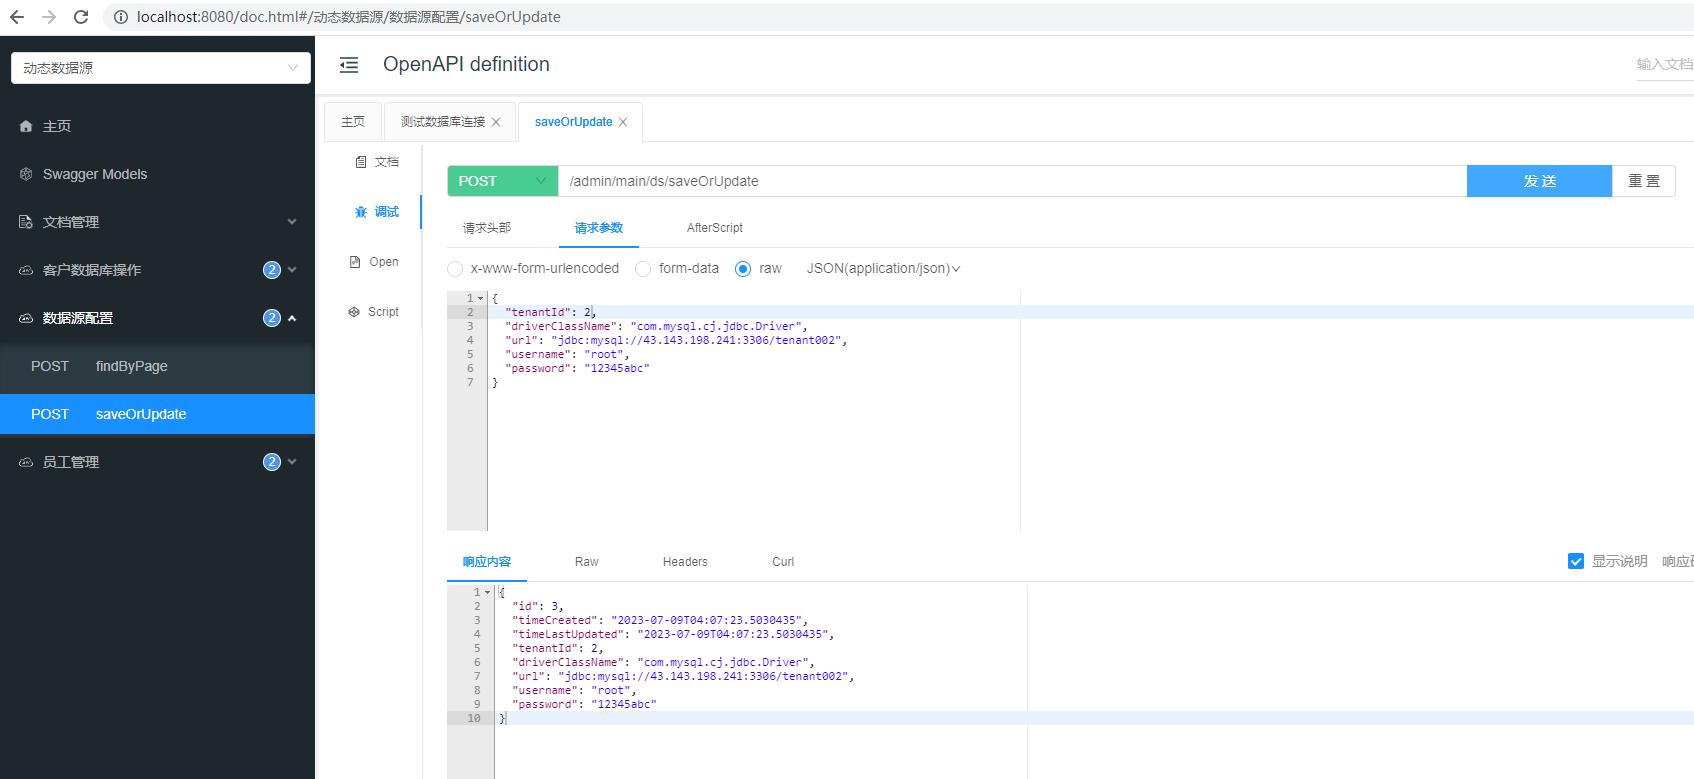 localhost:8080/doc.html#/动态数据源/数据源配置/saveOrUpdate
动态数据源
主页
Swagger Models
文档管理
客户数据库操作 2
数据源配置 2
POST findByPage
POST saveOrUpdate
员工管理 2
OpenAPI definition
输入文档
主页 测试数据库连接 saveOrUpdate
文档
调试
Open
Script
POST /admin/main/ds/saveOrUpdate 发 送 重 置
请求头部 请求参数 AfterScript
x-www-form-urlencoded form-data raw JSON(application/json)
1 {
2 "tenantId": 2,
3 "driverClassName": "com.mysql.cj.jdbc.Driver",
4 "url": "jdbc:mysql://43.143.198.241:3306/tenant002",
5 "username": "root",
6 "password": "12345abc"
7 }
响应内容 Raw Headers Curl 显示说明 响应
1 {
2 "id": 3,
3 "timeCreated": "2023-07-09T04:07:23.5030435",
4 "timeLastUpdated": "2023-07-09T04:07:23.5030435",
5 "tenantId": 2,
6 "driverClassName": "com.mysql.cj.jdbc.Driver",
7 "url": "jdbc:mysql://43.143.198.241:3306/tenant002",
8 "username": "root",
9 "password": "12345abc"
10 }